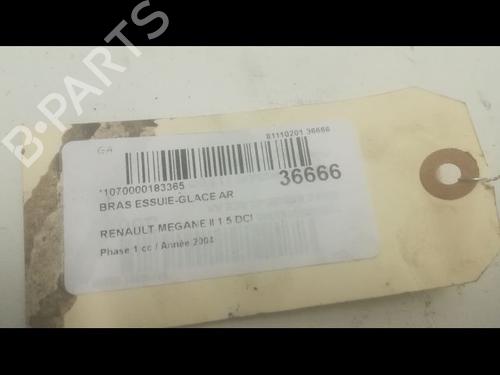 B-PARTS
GA
81110201 36666
*1070000183365
36666
BRAS ESSUIE-GLACE AR
RENAULT MEGANE II 1 5 DCI
Phase 1 cc / Année 2004